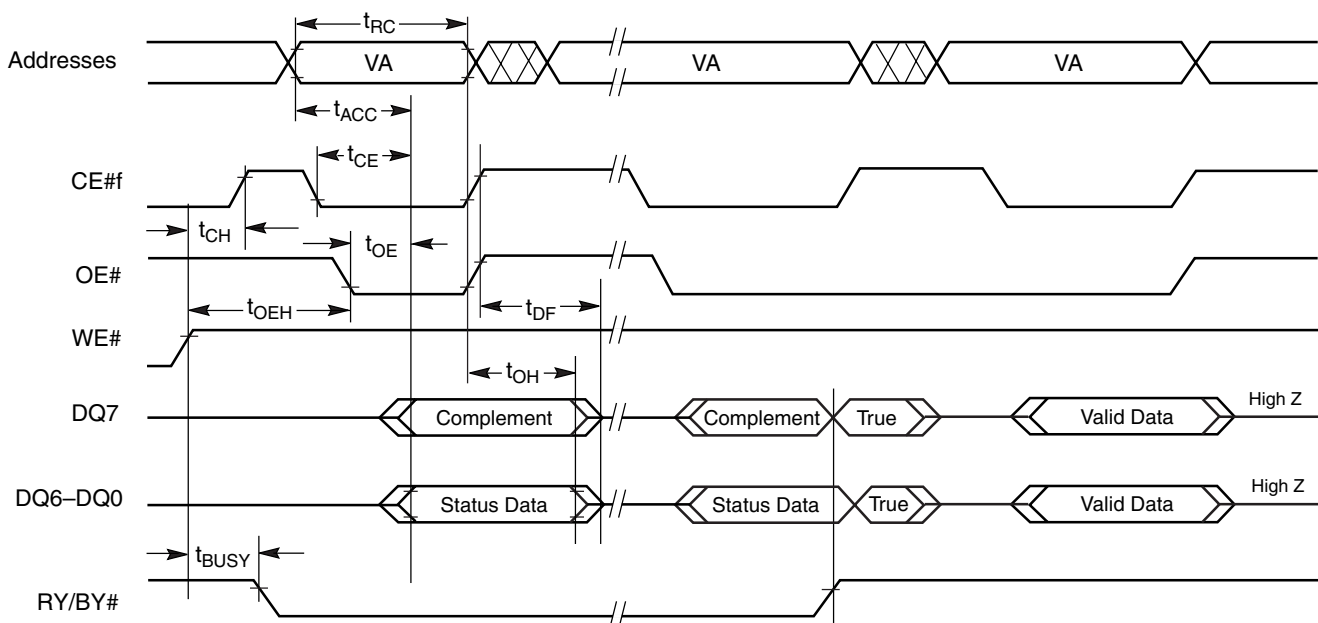 tRC
Addresses VA VA VA
tACC
tCE
CE#f
tCH tOE
OE#
tOEH tDF
WE#
tOH
DQ7 Complement Complement True Valid Data High Z
DQ6–DQ0 Status Data Status Data True Valid Data High Z
tBUSY
RY/BY#